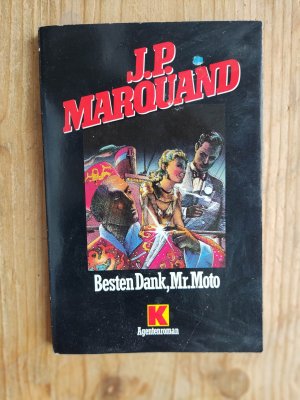 J.P.
MARQUAND
Besten Dank, Mr. Moto
K
Agentenroman